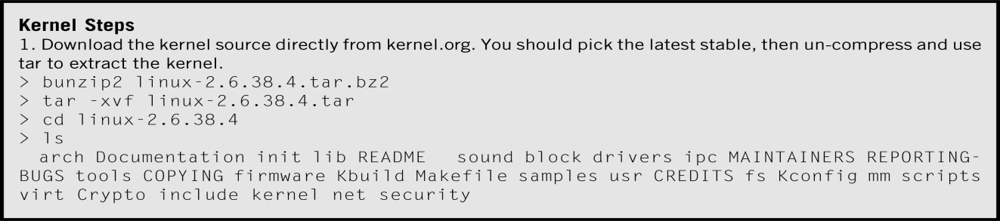 Kernel Steps
1. Download the kernel source directly from kernel.org. You should pick the latest stable, then un-compress and use
tar to extract the kernel.
> bunzip2 linux-2.6.38.4.tar.bz2
> tar -xvf linux-2.6.38.4.tar
> cd linux-2.6.38.4
> ls
arch Documentation init lib README sound block drivers ipc MAINTAINERS REPORTING-
BUGS tools COPYING firmware Kbuild Makefile samples usr CREDITS fs Kconfig mm scripts
virt Crypto include kernel net security